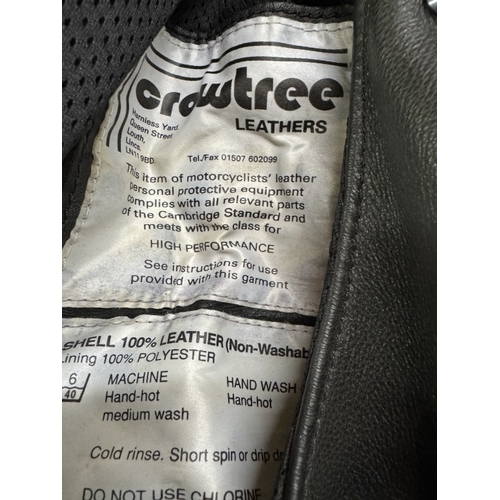 crowtree
LEATHERS
Harnless Yard
Queen Street
Louth,
Lincs.
LN11 9BD.
Tel./Fax 01507 602099
This item of motorcyclists' leather
personal protective equipment
complies with all relevant parts
of the Cambridge Standard and
meets with the class for
HIGH PERFORMANCE
See instructions for use
provided with this garment
SHELL 100% LEATHER (Non-Washab
Lining 100% POLYESTER
6
40
MACHINE
Hand-hot
medium wash
HAND WASH
Hand-hot
Cold rinse. Short spin or drip dr
DO NOT USE CHLORINE